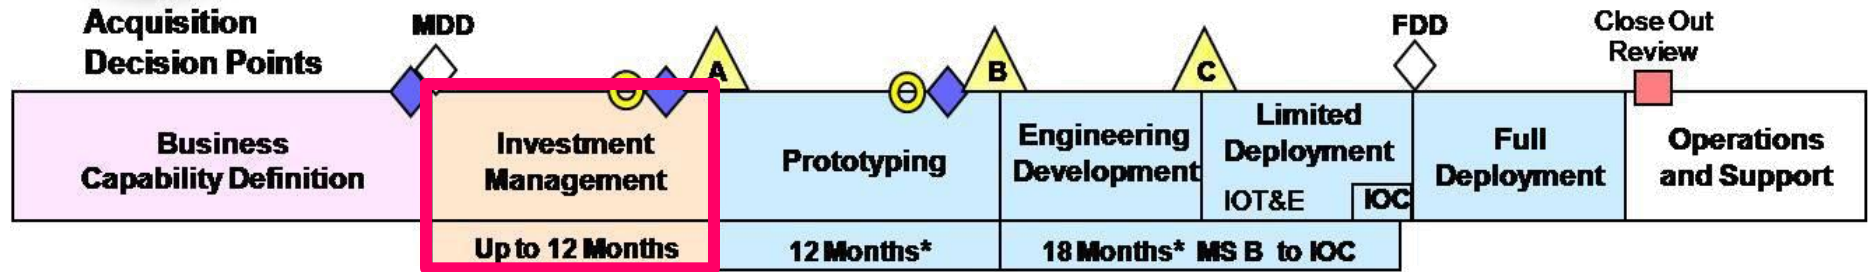 Acquisition
Decision Points
MDD
A
B
C
FDD
Close Out
Review
Business
Capability Definition
Investment
Management
Prototyping
Engineering
Development
Limited
Deployment
IOT&E
IOC
Full
Deployment
Operations
and Support
Up to 12 Months
12 Months*
18 Months* MS B to IOC